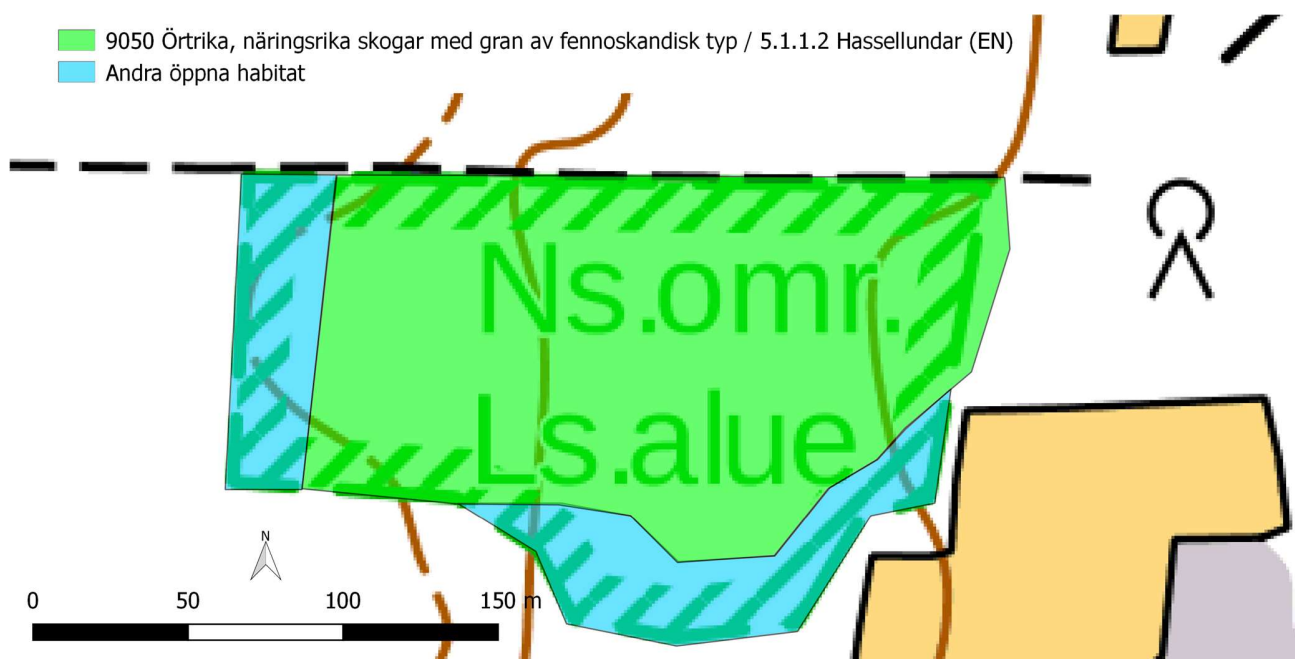 9050 Örtrika, näringsrika skogar med gran av fennoskandisk typ / 5.1.1.2 Hassellundar (EN)
Andra öppna habitat
Ns.omr.
Ls.alue
N
0 50 100 150 m